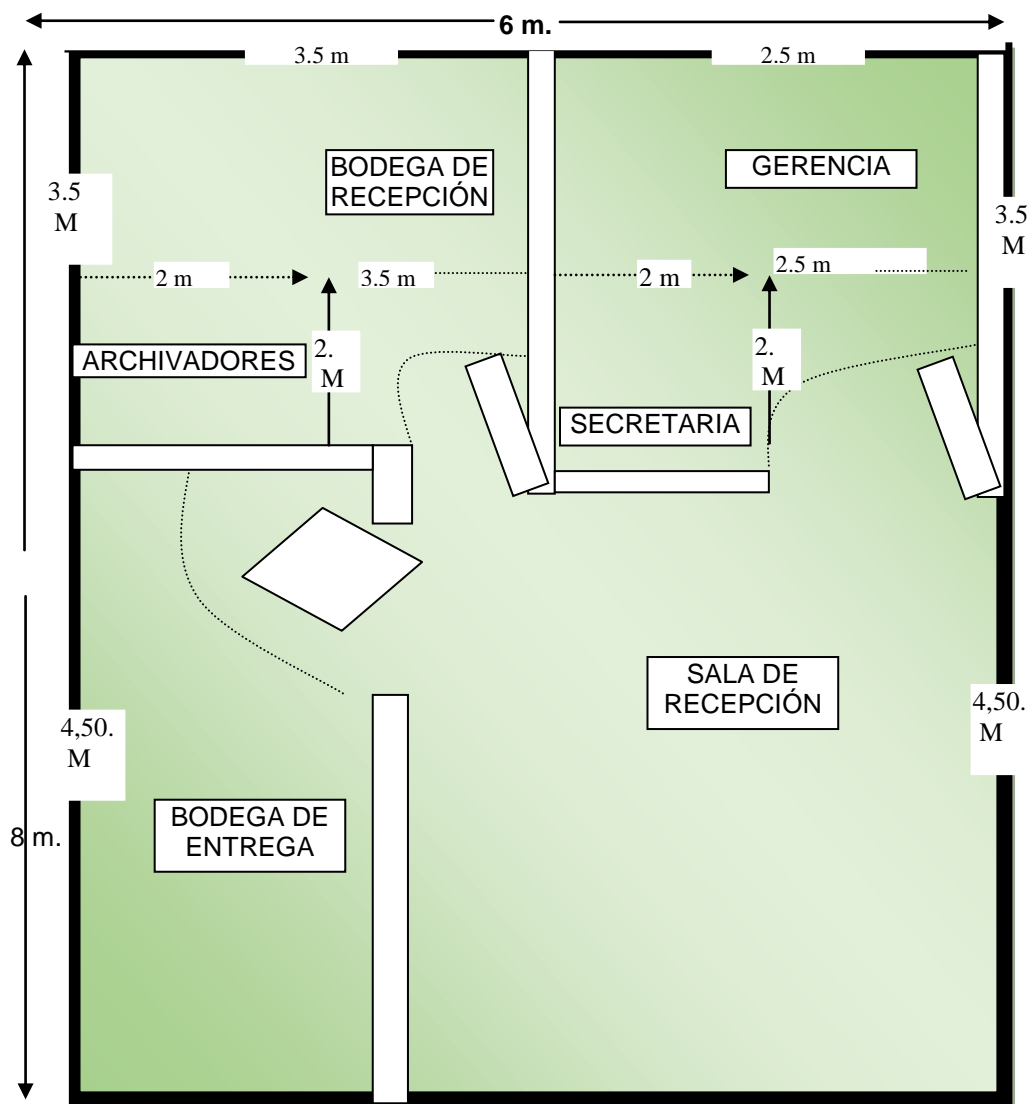 6 m.
3.5 m
2.5 m
BODEGA DE
RECEPCIÓN
GERENCIA
3.5
M
3.5
M
2 m
3.5 m
2 m
2.5 m
ARCHIVADORES
2.
M
2.
M
SECRETARIA
SALA DE
RECEPCIÓN
4,50.
M
4,50.
M
BODEGA DE
ENTREGA
8 m.